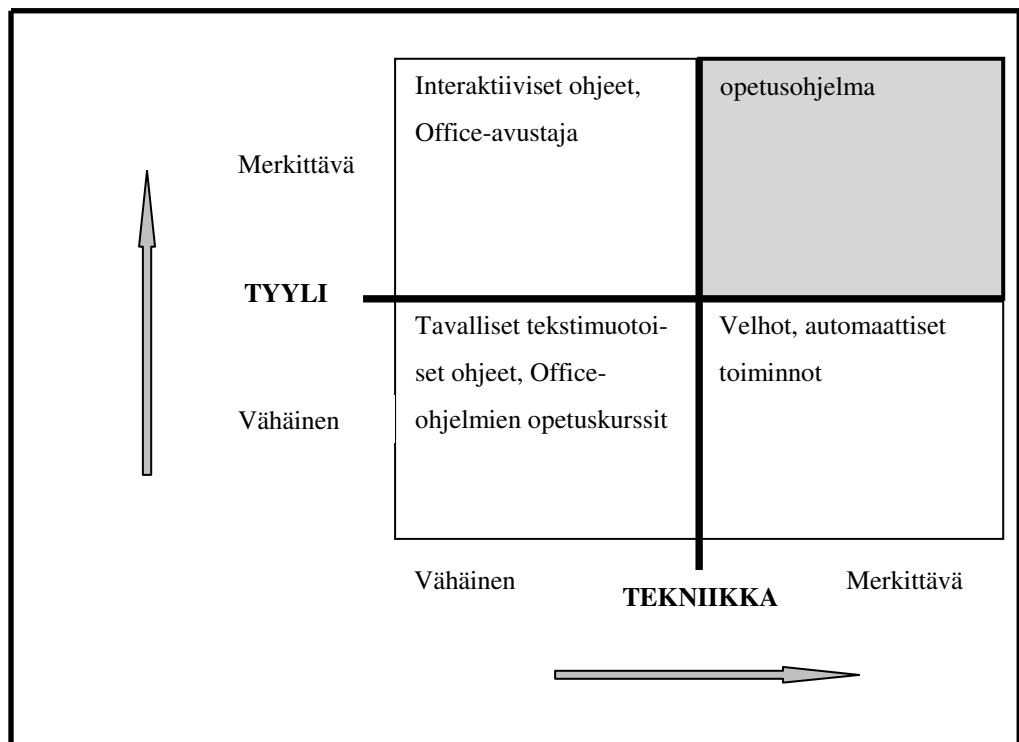 Interaktiiviset ohjeet,
Office-avustaja
opetusohjelma
Merkittävä
TYYLI
Tavalliset tekstimuotoi-
set ohjeet, Office-
ohjelmien opetuskurssit
Velhot, automaattiset
toiminnot
Vähäinen
Vähäinen
TEKNIIKKA
Merkittävä